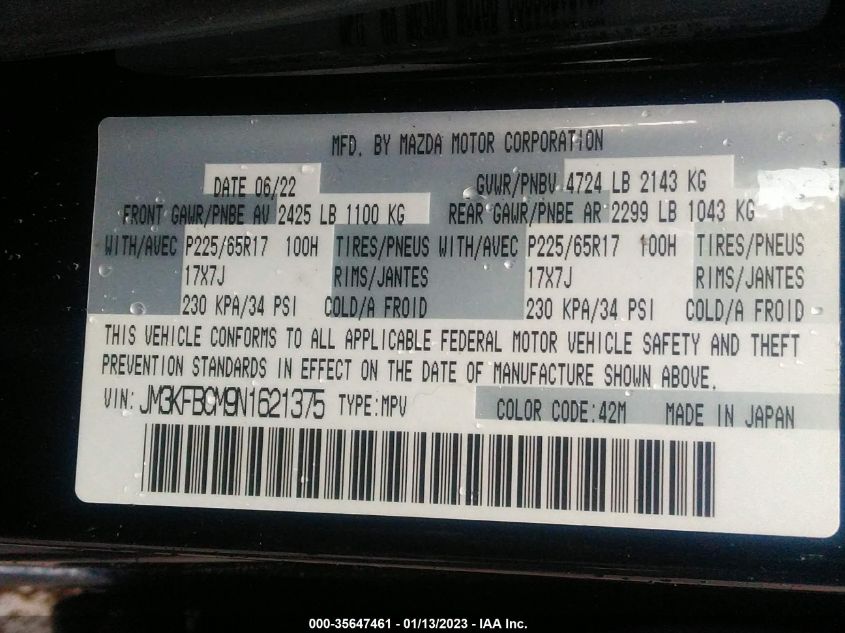 MFD. BY MAZDA MOTOR CORPORATION
DATE 06/22 GVWR/PNBV 4724 LB 2143 KG
FRONT GAWR/PNBE AV 2425 LB 1100 KG REAR GAWR/PNBE AR 2299 LB 1043 KG
WITH/AVEC P225/65R17 100H TIRES/PNEUS WITH/AVEC P225/65R17 100H TIRES/PNEUS
17X7J RIMS/JANTES 17X7J RIMS/JANTES
230 KPA/34 PSI COLD/A FROID 230 KPA/34 PSI COLD/A FROID
THIS VEHICLE CONFORMS TO ALL APPLICABLE FEDERAL MOTOR VEHICLE SAFETY AND THEFT
PREVENTION STANDARDS IN EFFECT ON THE DATE OF MANUFACTURE SHOWN ABOVE.
VIN: JM3KFBCM9N1621375 TYPE:MPV COLOR CODE:42M MADE IN JAPAN
000-35647461 - 01/13/2023 - IAA Inc.